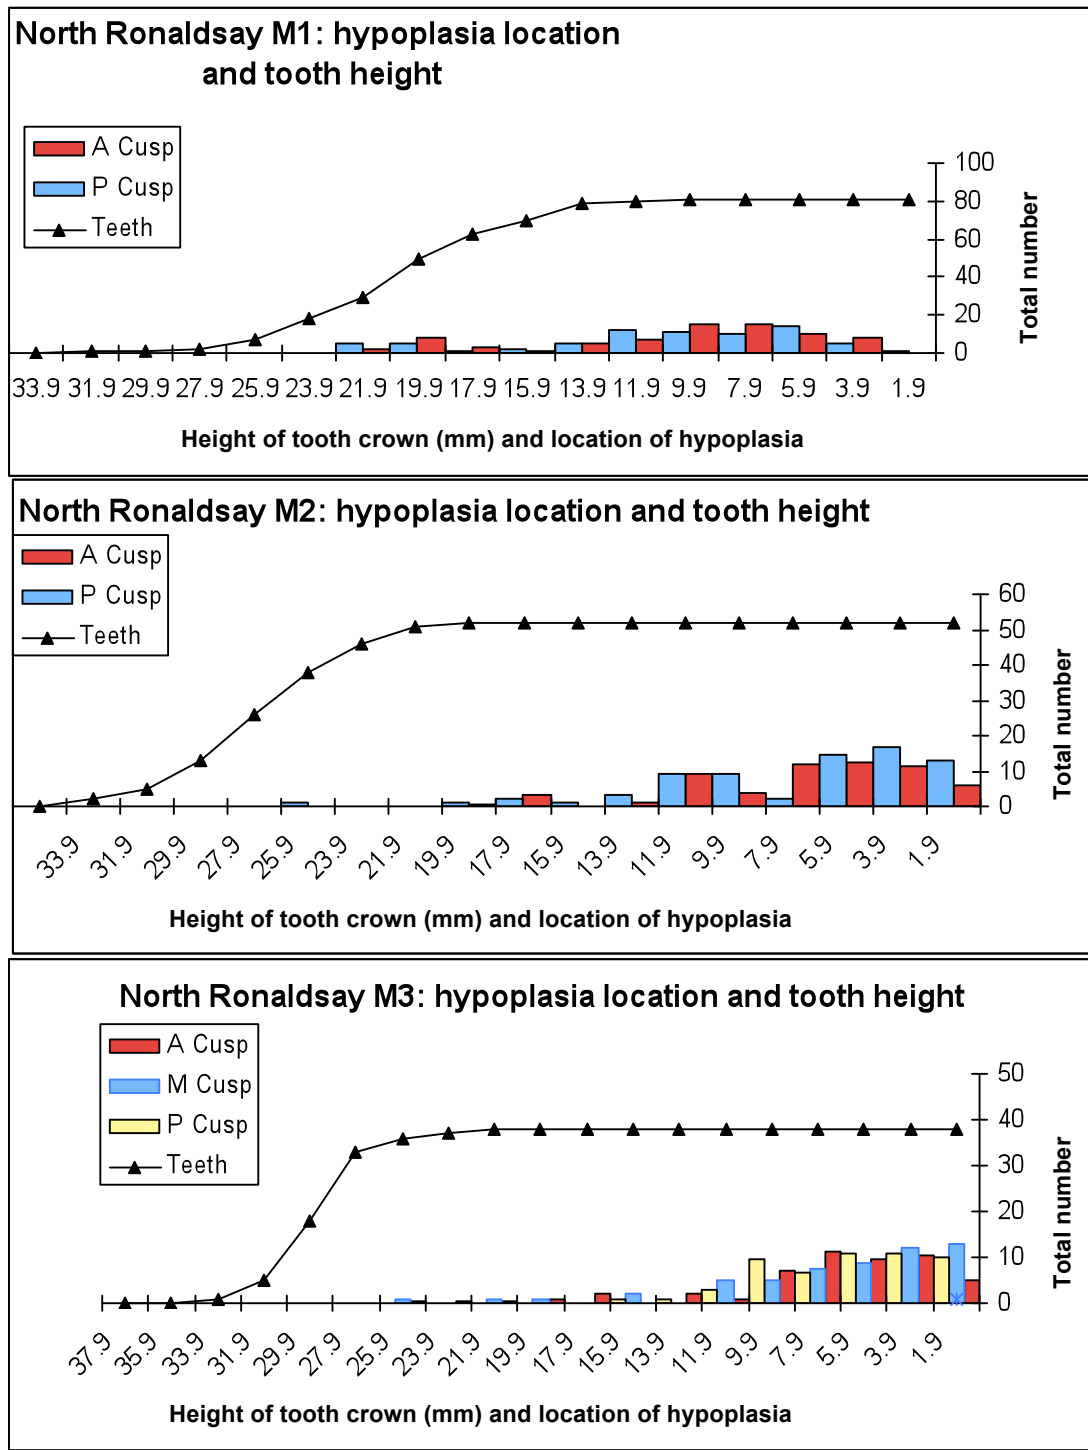 North Ronaldsay M1: hypoplasia location
and tooth height
A Cusp
P Cusp
Teeth
100
80
60
40
20
0
Total number
33.9 31.9 29.9 27.9 25.9 23.9 21.9 19.9 17.9 15.9 13.9 11.9 9.9 7.9 5.9 3.9 1.9
Height of tooth crown (mm) and location of hypoplasia
North Ronaldsay M2: hypoplasia location and tooth height
A Cusp
P Cusp
Teeth
60
50
40
30
20
10
0
Total number
33.9 31.9 29.9 27.9 25.9 23.9 21.9 19.9 17.9 15.9 13.9 11.9 9.9 7.9 5.9 3.9 1.9
Height of tooth crown (mm) and location of hypoplasia
North Ronaldsay M3: hypoplasia location and tooth height
A Cusp
M Cusp
P Cusp
Teeth
50
40
30
20
10
0
Total number
37.9 35.9 33.9 31.9 29.9 27.9 25.9 23.9 21.9 19.9 17.9 15.9 13.9 11.9 9.9 7.9 5.9 3.9 1.9
Height of tooth crown (mm) and location of hypoplasia